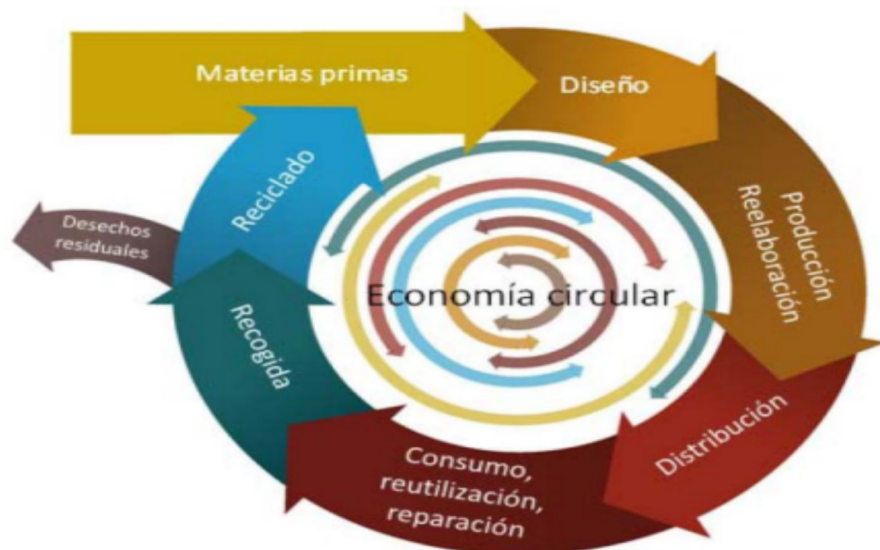 Materias primas
Diseño
Producción
Reelaboración
Distribución
Consumo,
reutilización,
reparación
Recogida
Reciclado
Desechos
residuales
Economía circular